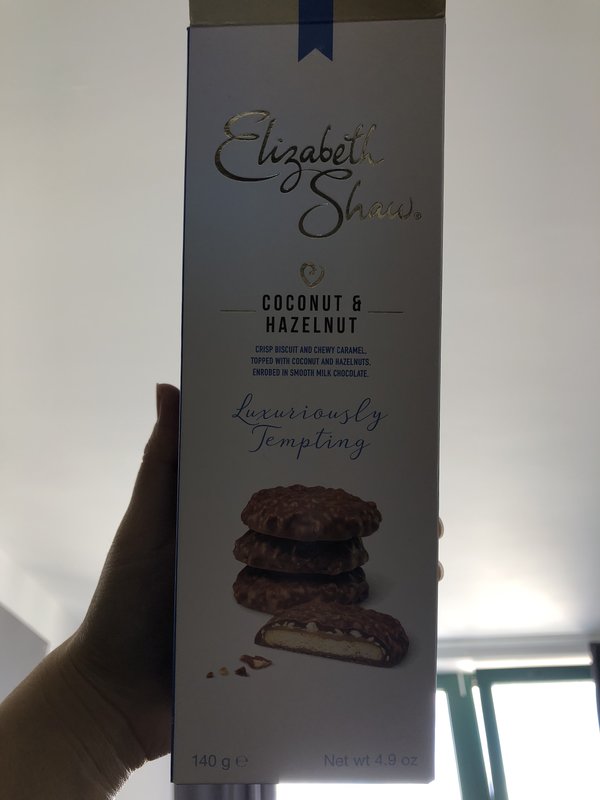 Elizabeth
Shaw®
COCONUT &
HAZELNUT
CRISP BISCUIT AND CHEWY CARAMEL,
TOPPED WITH COCONUT AND HAZELNUTS,
ENROBED IN SMOOTH MILK CHOCOLATE.
Luxuriously
Tempting
140 g ℮ Net wt 4.9 oz